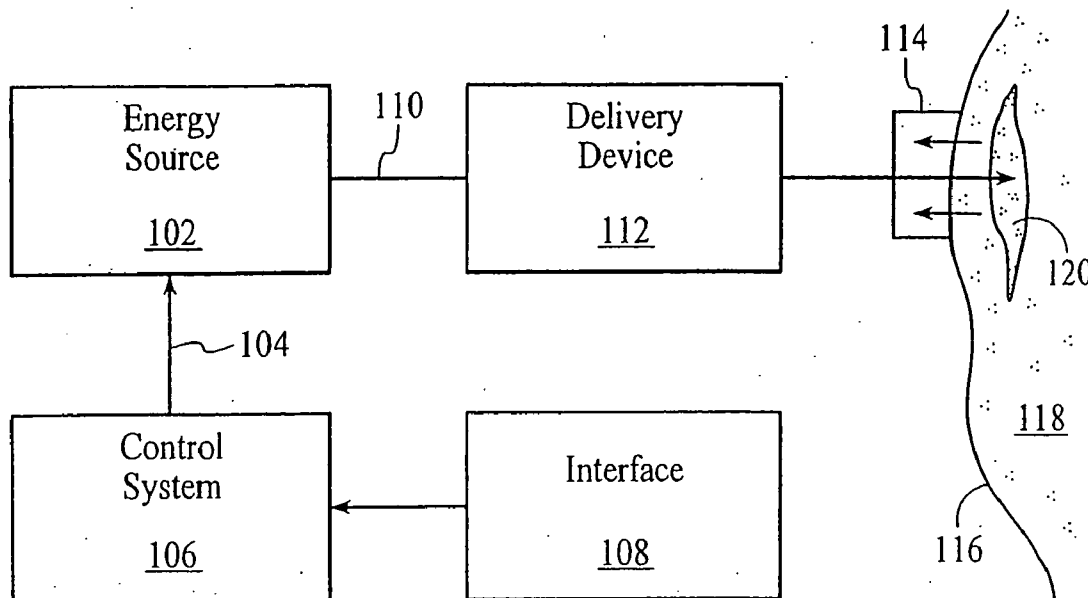 Energy
Source
102
110
Delivery
Device
112
114
120
104
Control
System
106
Interface
108
118
116